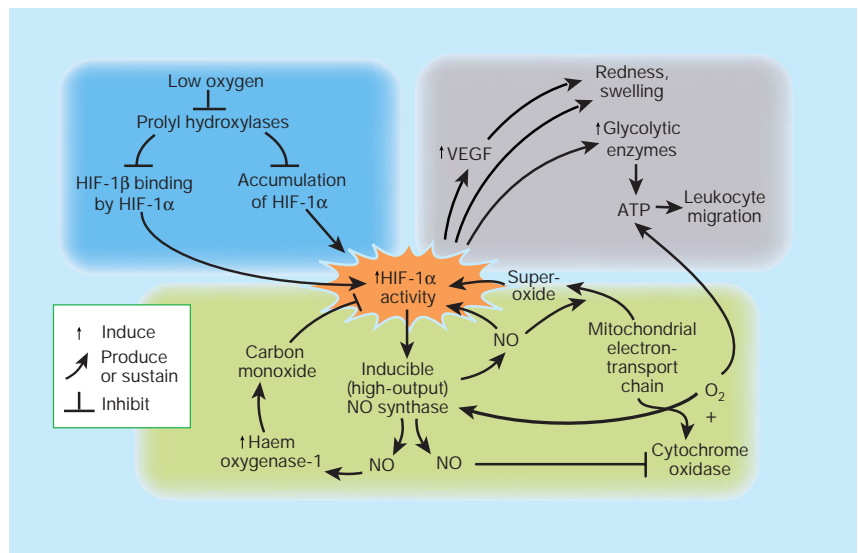 Low oxygen
Prolyl hydroxylases
HIF-1β binding
by HIF-1α
Accumulation
of HIF-1α
Redness,
swelling
↑VEGF
↑Glycolytic
enzymes
ATP
Leukocyte
migration
↑HIF-1α
activity
Super-
oxide
NO
Mitochondrial
electron-
transport
chain
O₂
+
Cytochrome
oxidase
Carbon
monoxide
Inducible
(high-output)
NO synthase
↑Haem
oxygenase-1
NO
NO
↑ Induce
Produce
or sustain
Inhibit